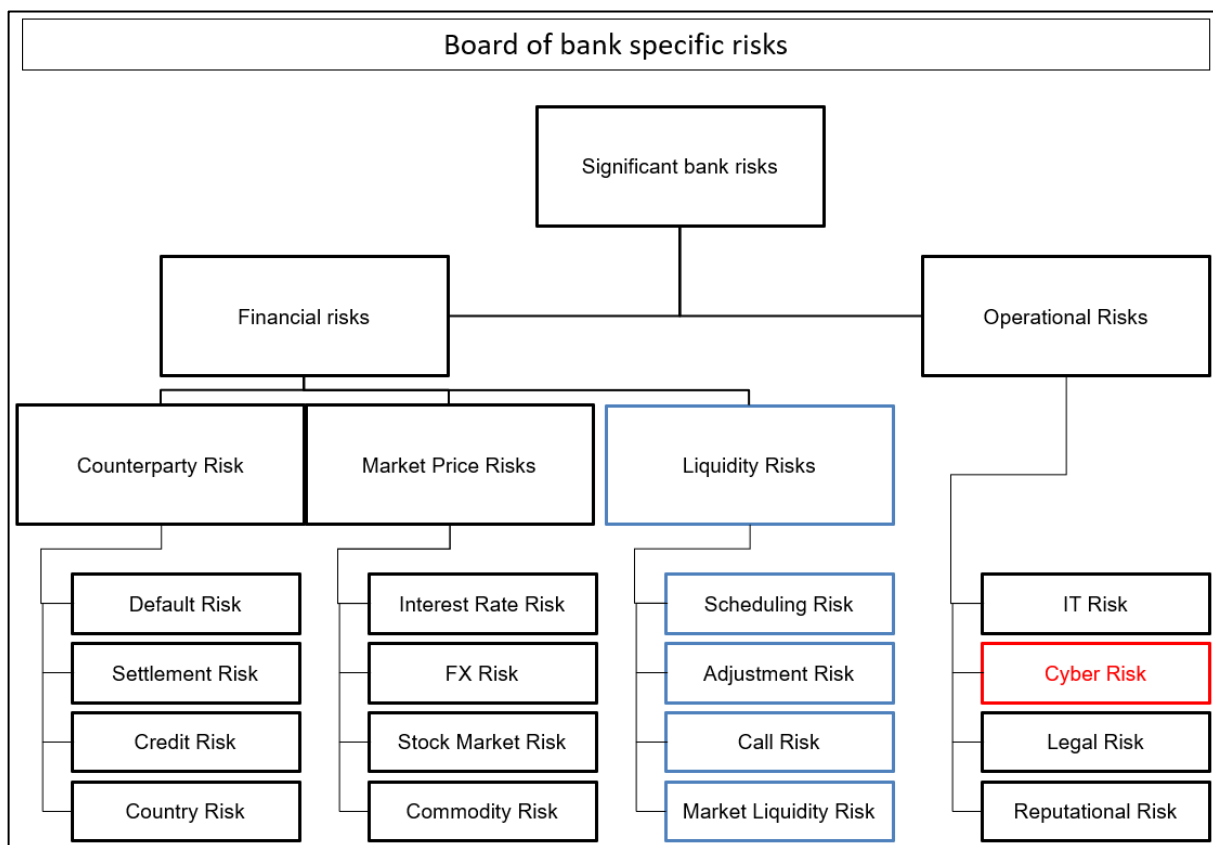 Board of bank specific risks
Significant bank risks
Financial risks
Operational Risks
Counterparty Risk
Market Price Risks
Liquidity Risks
Default Risk
Interest Rate Risk
Scheduling Risk
IT Risk
Settlement Risk
FX Risk
Adjustment Risk
Cyber Risk
Credit Risk
Stock Market Risk
Call Risk
Legal Risk
Country Risk
Commodity Risk
Market Liquidity Risk
Reputational Risk